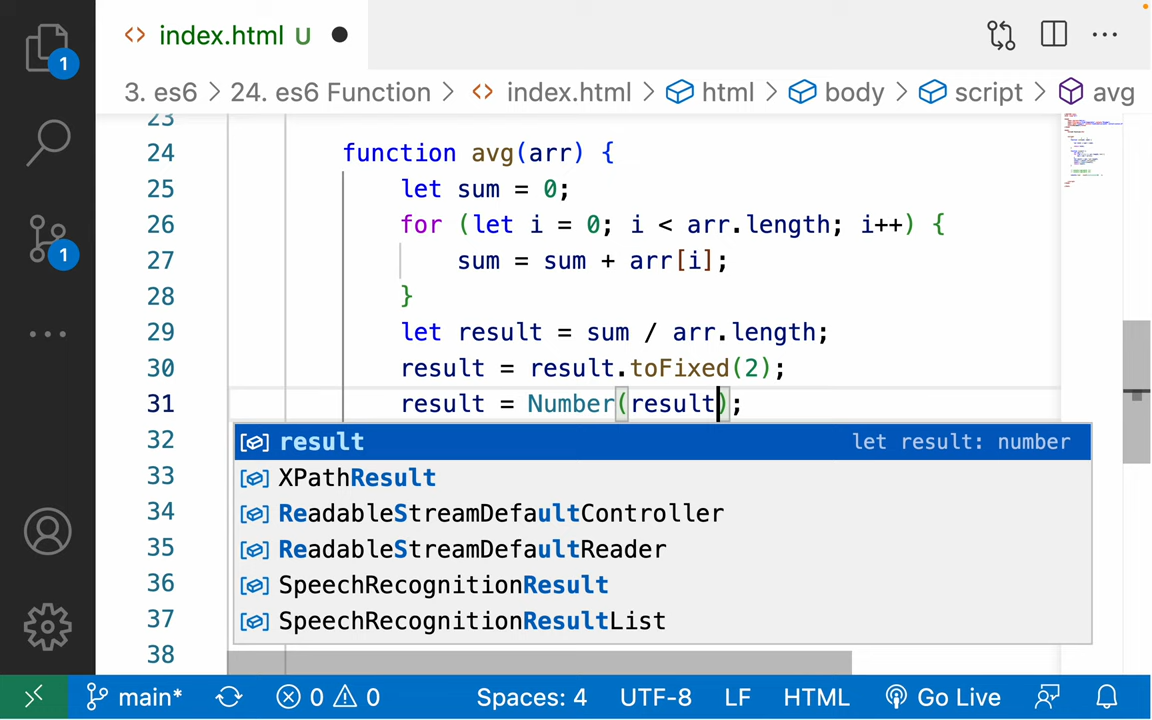 index.html U
3. es6 > 24. es6 Function > index.html > html > body > script > avg
23
24 function avg(arr) {
25 let sum = 0;
26 for (let i = 0; i < arr.length; i++) {
27 sum = sum + arr[i];
28 }
29 let result = sum / arr.length;
30 result = result.toFixed(2);
31 result = Number(result);
32 result let result: number
33 XPathResult
34 ReadableStreamDefaultController
35 ReadableStreamDefaultReader
36 SpeechRecognitionResult
37 SpeechRecognitionResultList
38
1
1
main* 0 0 Spaces: 4 UTF-8 LF HTML Go Live